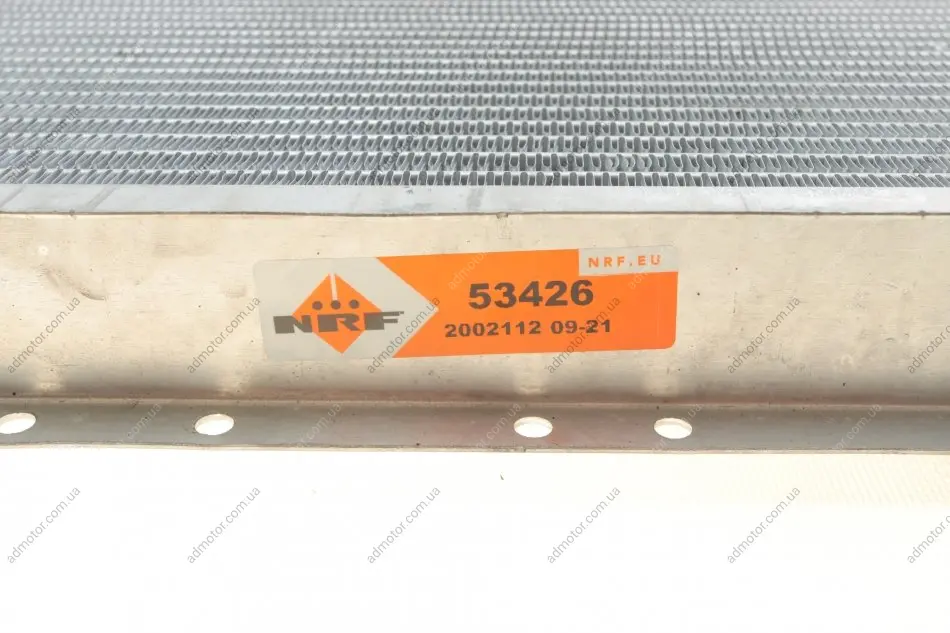 NRF.EU
NRF
53426
2002112 09-21
admotor.com.ua